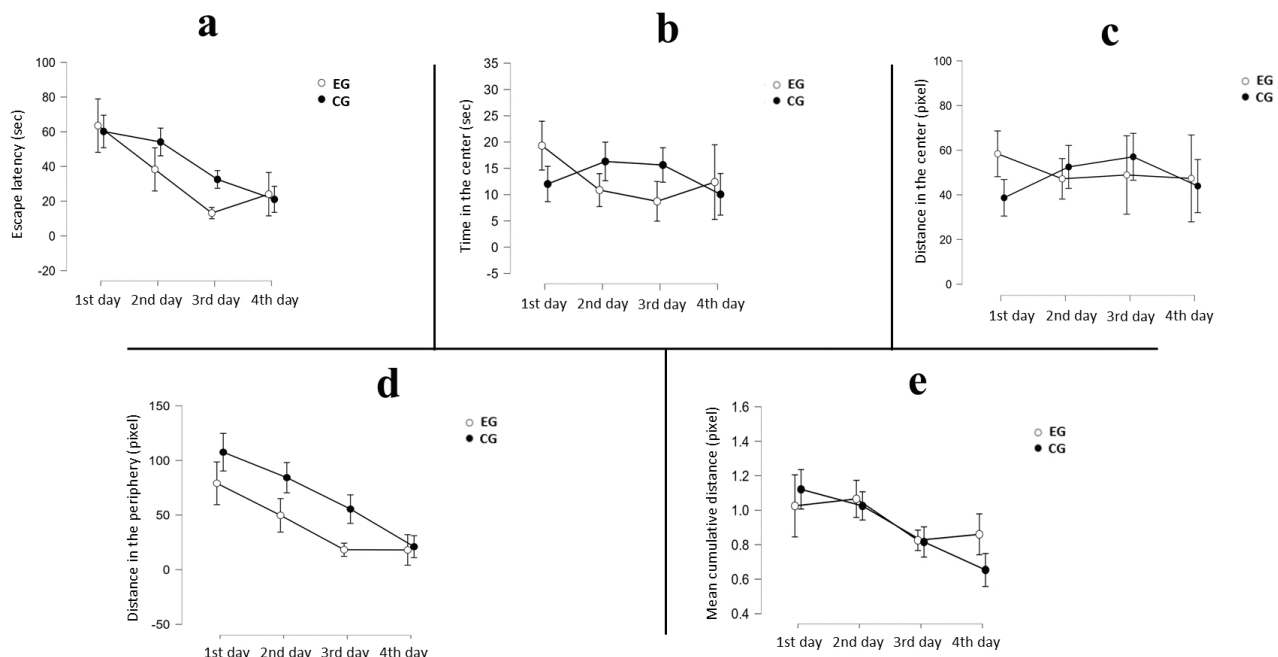 a
Escape latency (sec)
100
80
60
40
20
0
-20
1st day 2nd day 3rd day 4th day
EG
CG
b
Time in the center (sec)
35
30
25
20
15
10
5
0
-5
1st day 2nd day 3rd day 4th day
EG
CG
c
Distance in the center (pixel)
100
80
60
40
20
0
1st day 2nd day 3rd day 4th day
EG
CG
d
Distance in the periphery (pixel)
150
100
50
0
-50
1st day 2nd day 3rd day 4th day
EG
CG
e
Mean cumulative distance (pixel)
1.6
1.4
1.2
1.0
0.8
0.6
0.4
1st day 2nd day 3rd day 4th day
EG
CG